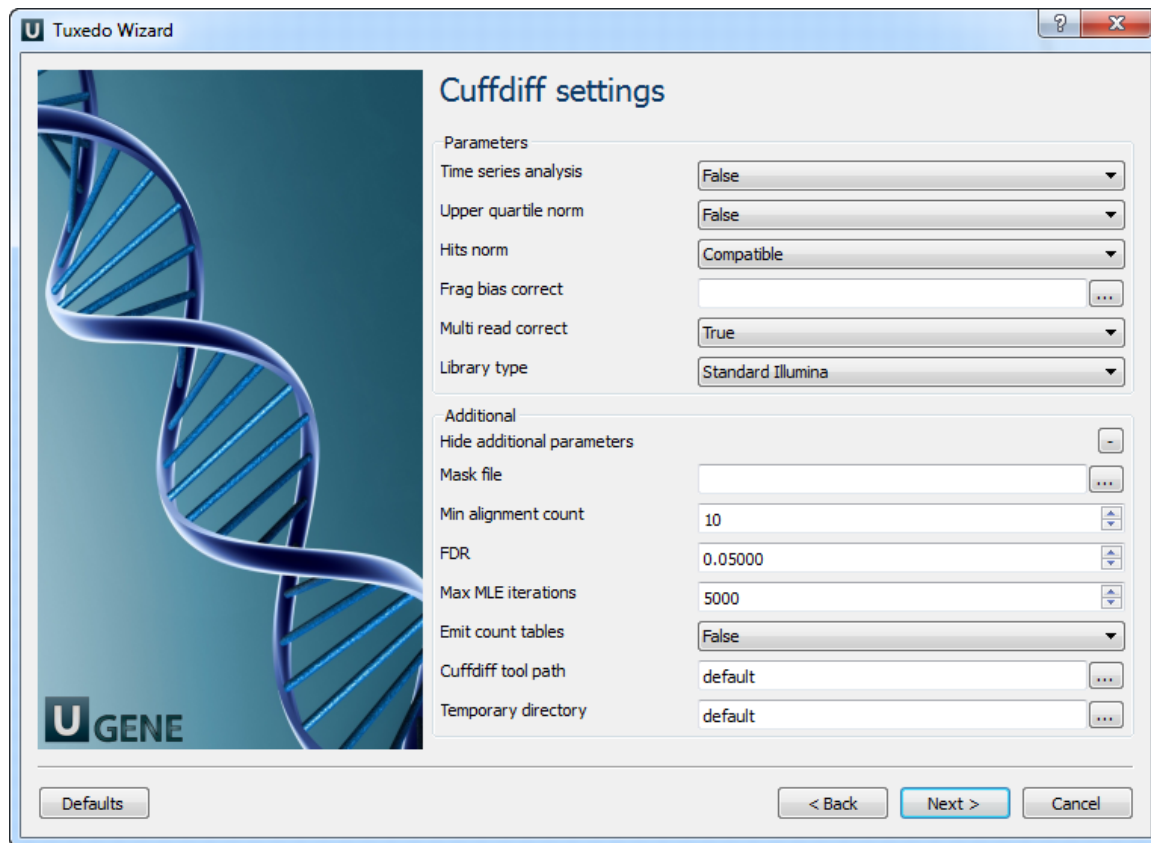 U Tuxedo Wizard
?
X
Cuffdiff settings
Parameters
Time series analysis False
Upper quartile norm False
Hits norm Compatible
Frag bias correct ...
Multi read correct True
Library type Standard Illumina
Additional
Hide additional parameters -
Mask file ...
Min alignment count 10
FDR 0.05000
Max MLE iterations 5000
Emit count tables False
Cuffdiff tool path default ...
Temporary directory default ...
U GENE
Defaults < Back Next > Cancel